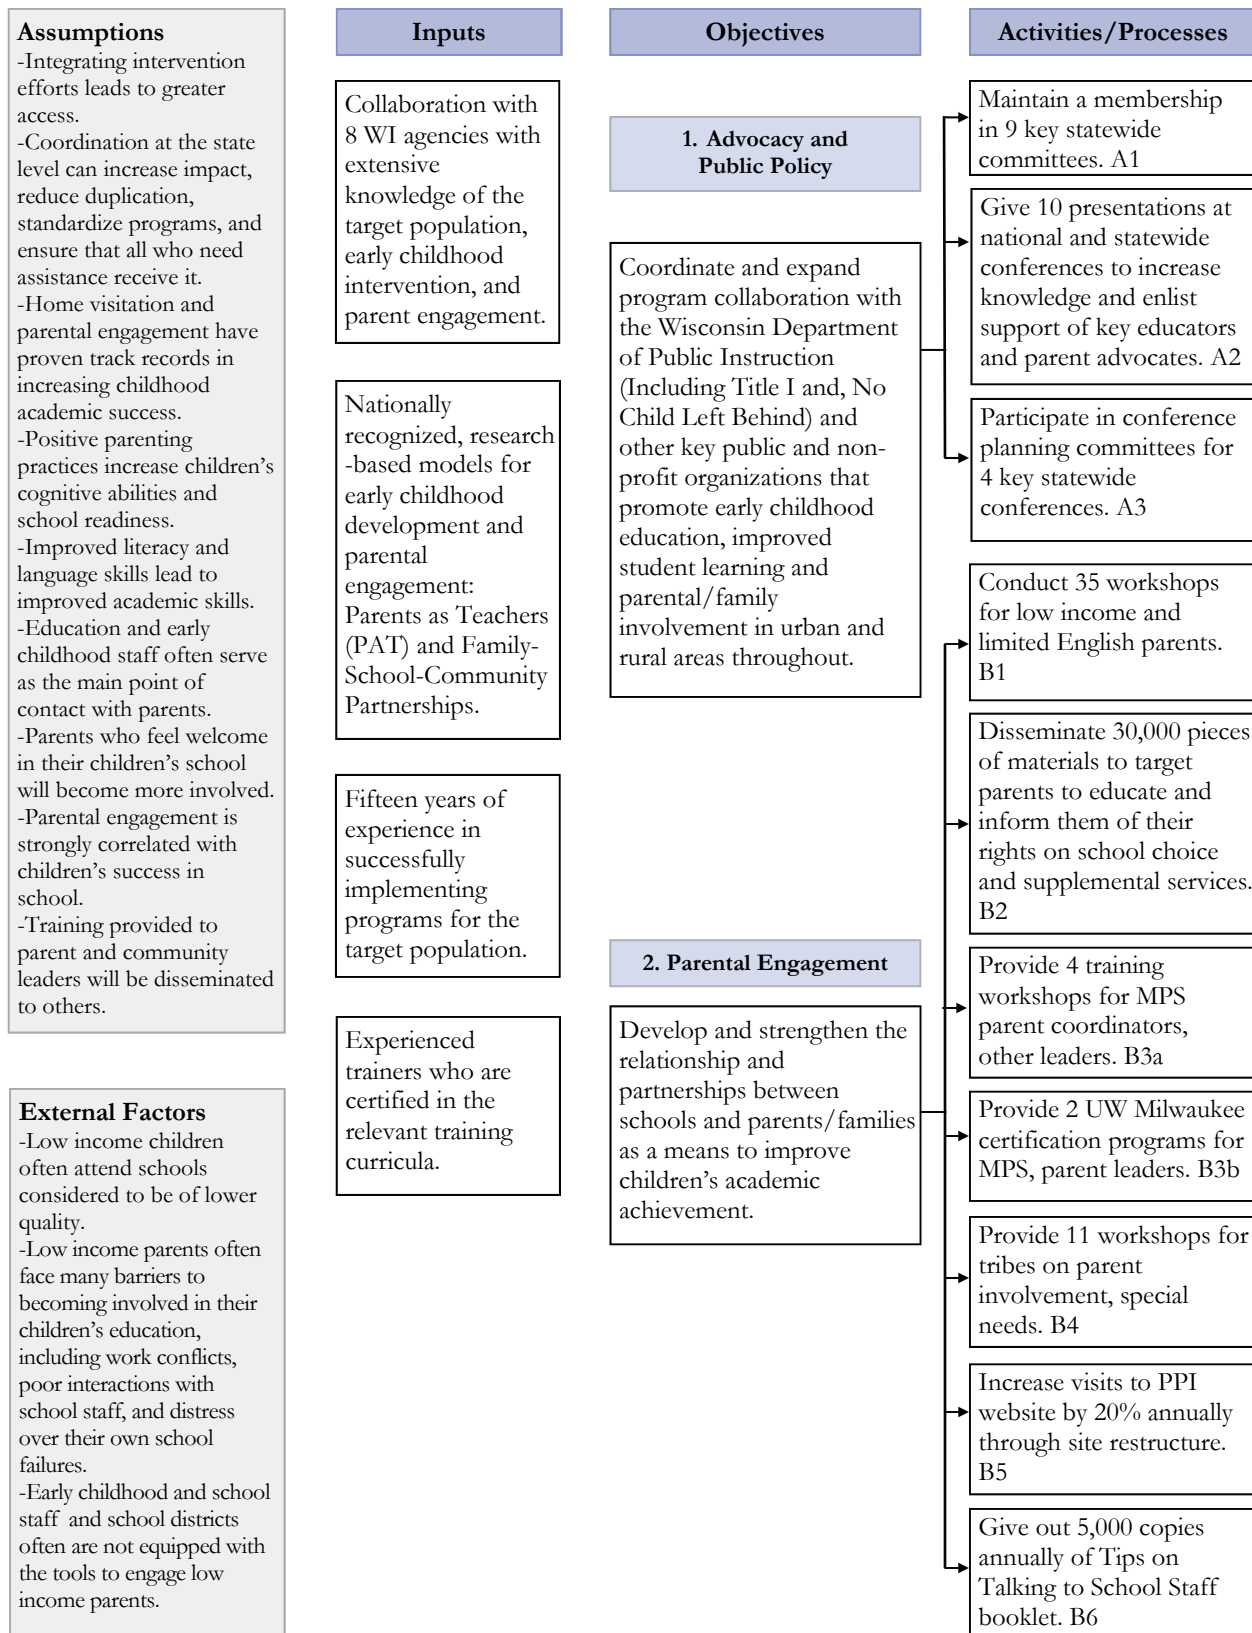 Assumptions
-Integrating intervention
efforts leads to greater
access.
-Coordination at the state
level can increase impact,
reduce duplication,
standardize programs, and
ensure that all who need
assistance receive it.
-Home visitation and
parental engagement have
proven track records in
increasing childhood
academic success.
-Positive parenting
practices increase children’s
cognitive abilities and
school readiness.
-Improved literacy and
language skills lead to
improved academic skills.
-Education and early
childhood staff often serve
as the main point of
contact with parents.
-Parents who feel welcome
in their children’s school
will become more involved.
-Parental engagement is
strongly correlated with
children’s success in
school.
-Training provided to
parent and community
leaders will be disseminated
to others.
External Factors
-Low income children
often attend schools
considered to be of lower
quality.
-Low income parents often
face many barriers to
becoming involved in their
children’s education,
including work conflicts,
poor interactions with
school staff, and distress
over their own school
failures.
-Early childhood and school
staff and school districts
often are not equipped with
the tools to engage low
income parents.
Inputs
Collaboration with
8 WI agencies with
extensive
knowledge of the
target population,
early childhood
intervention, and
parent engagement.
Nationally
recognized, research
-based models for
early childhood
development and
parental
engagement:
Parents as Teachers
(PAT) and Family-
School-Community
Partnerships.
Fifteen years of
experience in
successfully
implementing
programs for the
target population.
Experienced
trainers who are
certified in the
relevant training
curricula.
Objectives
1. Advocacy and
Public Policy
Coordinate and expand
program collaboration with
the Wisconsin Department
of Public Instruction
(Including Title I and, No
Child Left Behind) and
other key public and non-
profit organizations that
promote early childhood
education, improved
student learning and
parental/family
involvement in urban and
rural areas throughout.
2. Parental Engagement
Develop and strengthen the
relationship and
partnerships between
schools and parents/families
as a means to improve
children’s academic
achievement.
Activities/Processes
Maintain a membership
in 9 key statewide
committees. A1
Give 10 presentations at
national and statewide
conferences to increase
knowledge and enlist
support of key educators
and parent advocates. A2
Participate in conference
planning committees for
4 key statewide
conferences. A3
Conduct 35 workshops
for low income and
limited English parents.
B1
Disseminate 30,000 pieces
of materials to target
parents to educate and
inform them of their
rights on school choice
and supplemental services.
B2
Provide 4 training
workshops for MPS
parent coordinators,
other leaders. B3a
Provide 2 UW Milwaukee
certification programs for
MPS, parent leaders. B3b
Provide 11 workshops for
tribes on parent
involvement, special
needs. B4
Increase visits to PPI
website by 20% annually
through site restructure.
B5
Give out 5,000 copies
annually of Tips on
Talking to School Staff
booklet. B6